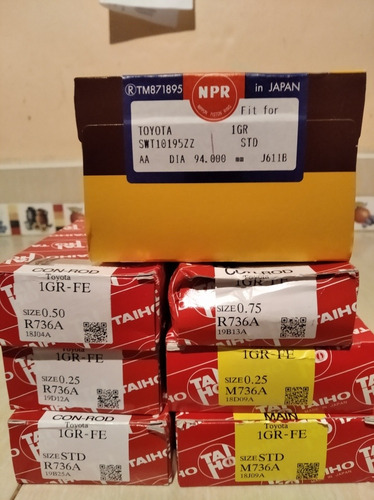 ®TM871895
NPR
in JAPAN
Fit for
TOYOTA 1GR
SWT10195ZZ STD
AA DIA 94.000 mm J611B
CON-ROD
Toyota
1GR-FE
SIZE 0.50
R736A
18J04A
TAIHO
CON-ROD
Toyota
1GR-FE
SIZE 0.75
R736A
19B13A
TAIHO
Toyota
1GR-FE
SIZE 0.25
R736A
19D12A
TAIHO
1GR-FE
SIZE 0.25
M736A
18D09A
TAIHO
CON-ROD
Toyota
1GR-FE
SIZE STD
R736A
19B25A
TAIHO
MAIN
Toyota
1GR-FE
SIZE STD
M736A
18J09A
TAIHO